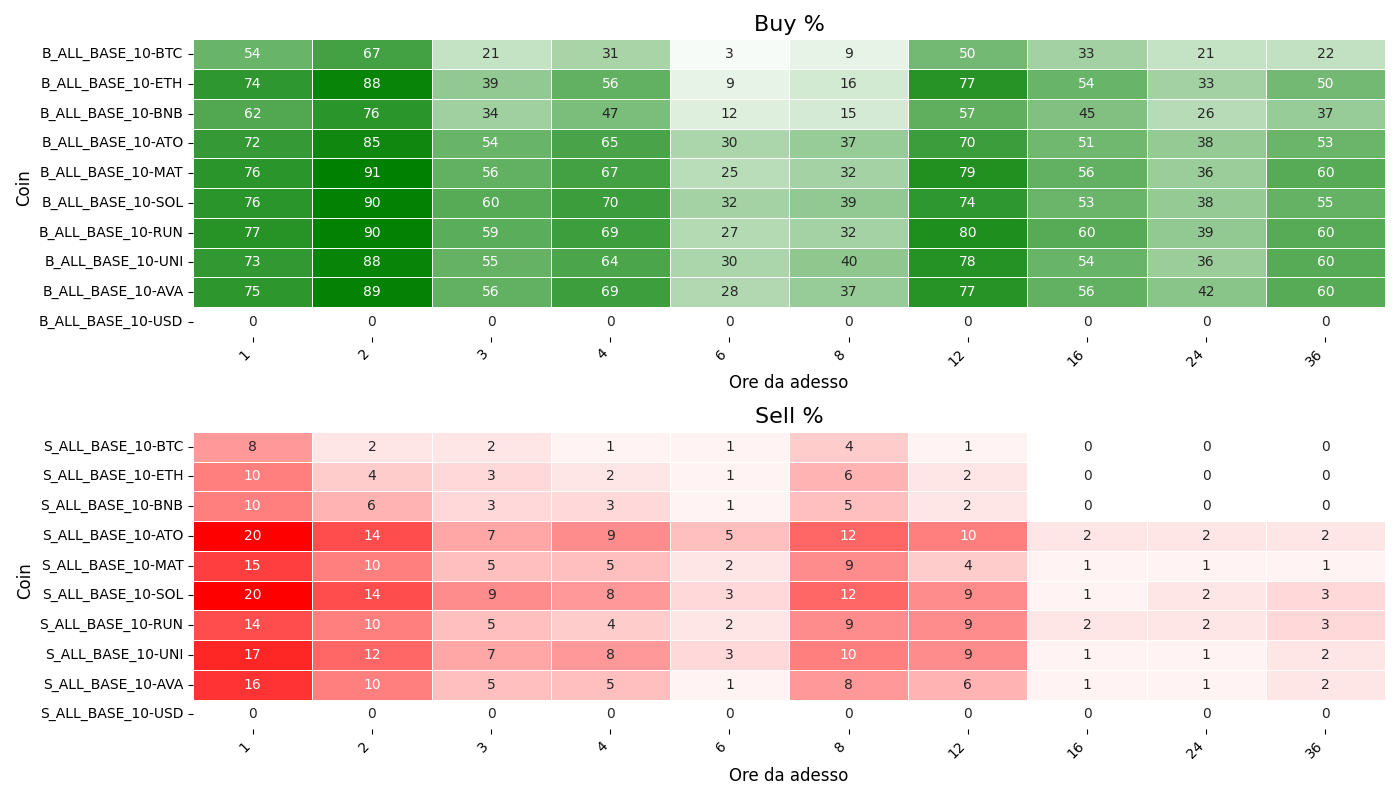 Buy %
Coin
B_ALL_BASE_10-BTC 54 67 21 31 3 9 50 33 21 22
B_ALL_BASE_10-ETH 74 88 39 56 9 16 77 54 33 50
B_ALL_BASE_10-BNB 62 76 34 47 12 15 57 45 26 37
B_ALL_BASE_10-ATO 72 85 54 65 30 37 70 51 38 53
B_ALL_BASE_10-MAT 76 91 56 67 25 32 79 56 36 60
B_ALL_BASE_10-SOL 76 90 60 70 32 39 74 53 38 55
B_ALL_BASE_10-RUN 77 90 59 69 27 32 80 60 39 60
B_ALL_BASE_10-UNI 73 88 55 64 30 40 78 54 36 60
B_ALL_BASE_10-AVA 75 89 56 69 28 37 77 56 42 60
B_ALL_BASE_10-USD 0 0 0 0 0 0 0 0 0 0
1 2 3 4 6 8 12 16 24 36
Ore da adesso
Sell %
Coin
S_ALL_BASE_10-BTC 8 2 2 1 1 4 1 0 0 0
S_ALL_BASE_10-ETH 10 4 3 2 1 6 2 0 0 0
S_ALL_BASE_10-BNB 10 6 3 3 1 5 2 0 0 0
S_ALL_BASE_10-ATO 20 14 7 9 5 12 10 2 2 2
S_ALL_BASE_10-MAT 15 10 5 5 2 9 4 1 1 1
S_ALL_BASE_10-SOL 20 14 9 8 3 12 9 1 2 3
S_ALL_BASE_10-RUN 14 10 5 4 2 9 9 2 2 3
S_ALL_BASE_10-UNI 17 12 7 8 3 10 9 1 1 2
S_ALL_BASE_10-AVA 16 10 5 5 1 8 6 1 1 2
S_ALL_BASE_10-USD 0 0 0 0 0 0 0 0 0 0
1 2 3 4 6 8 12 16 24 36
Ore da adesso